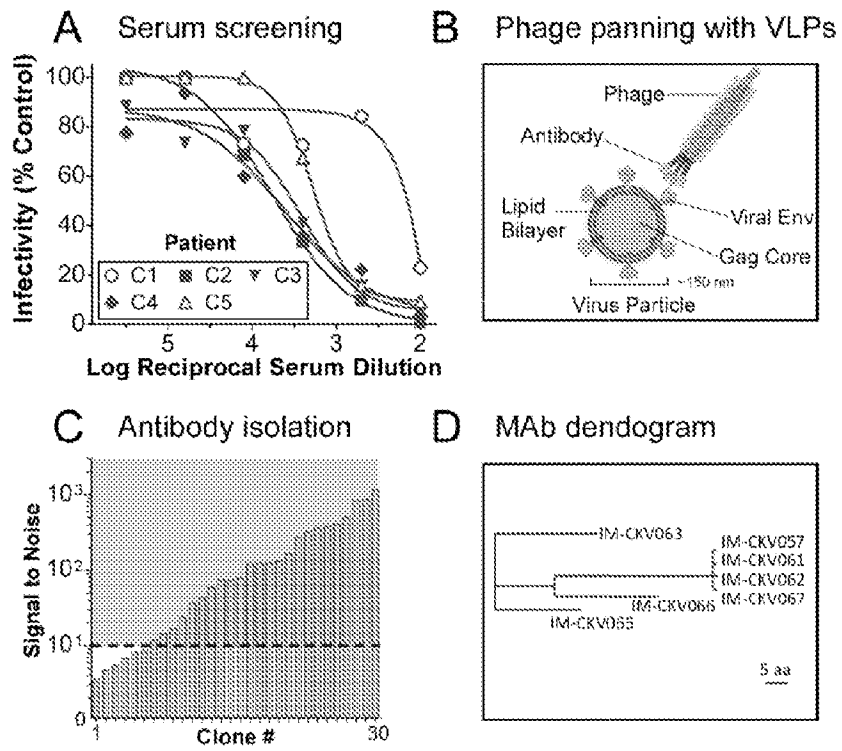 A Serum screening
Infectivity (% Control)
100
80
60
40
20
0
Patient
C1 C2 C3
C4 C5
5 4 3 2
Log Reciprocal Serum Dilution
B Phage panning with VLPs
Phage
Antibody
Lipid
Bilayer
Viral Env
Gag Core
~150 nm
Virus Particle
C Antibody isolation
Signal to Noise
10³
10²
10¹
0
1 30
Clone #
D MAb dendogram
IM-CKV063
IM-CKV057
IM-CKV061
IM-CKV062
IM-CKV067
IM-CKV066
IM-CKV065
5 aa